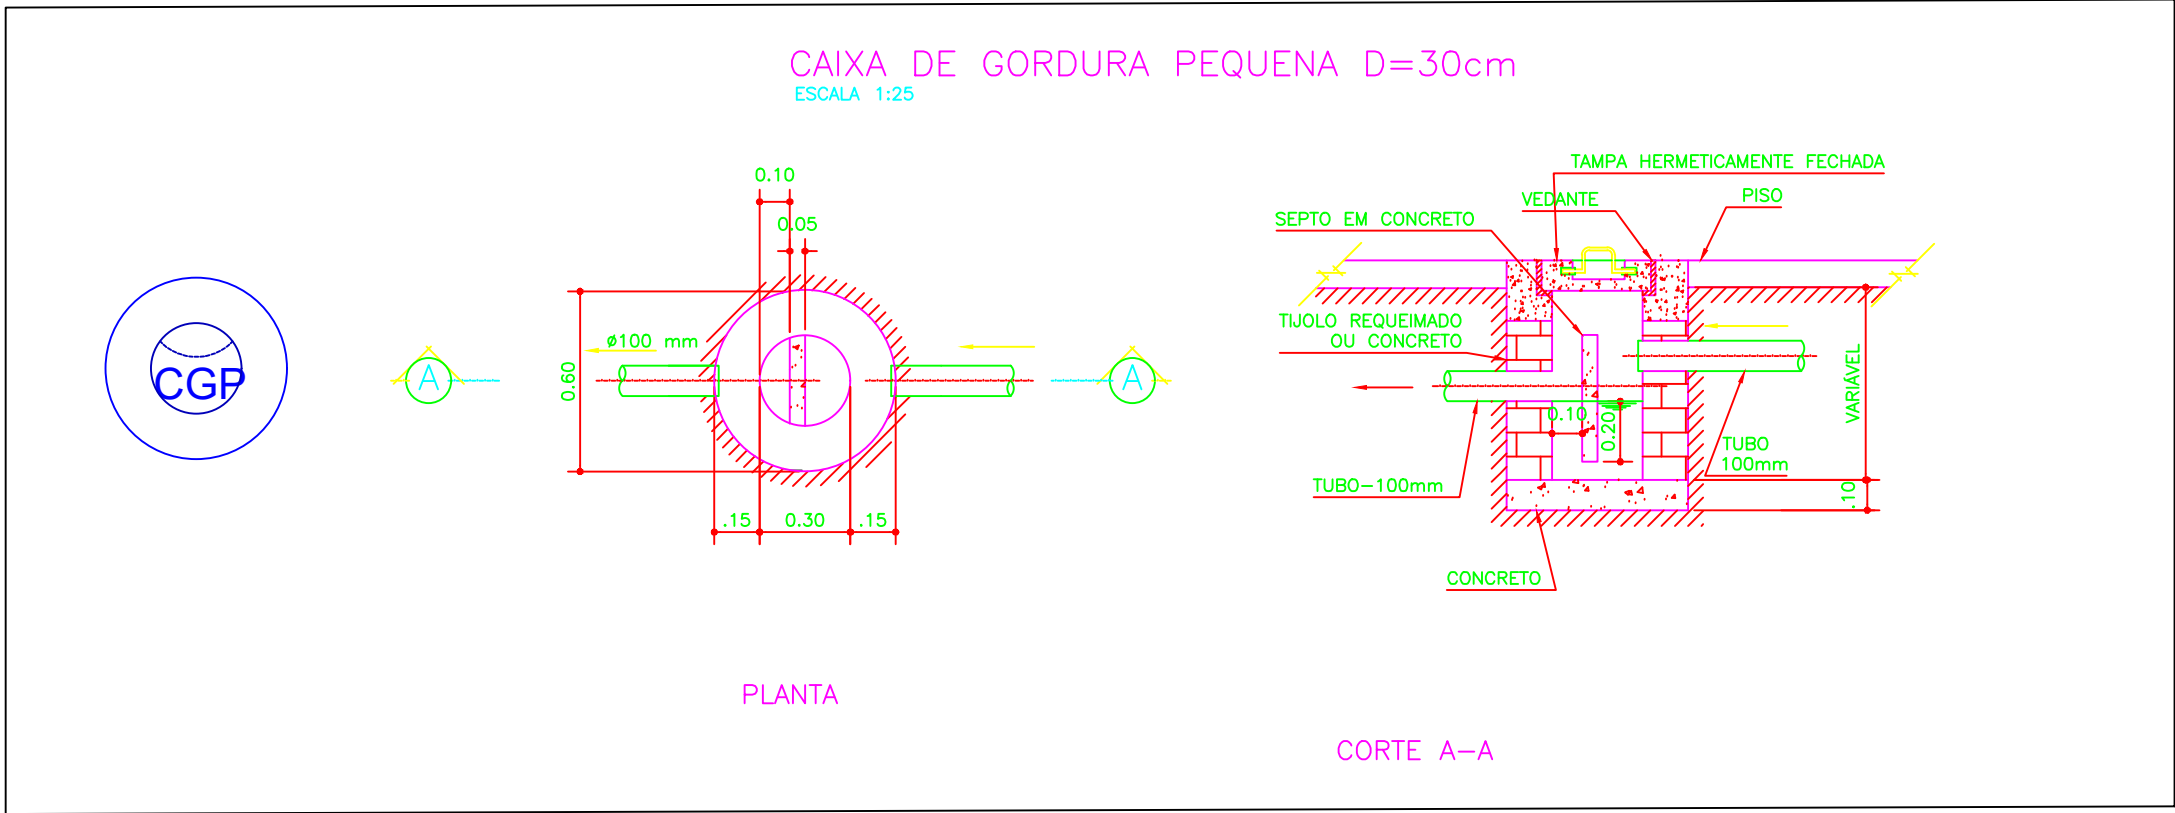 CAIXA DE GORDURA PEQUENA D=30cm
ESCALA 1:25
CGP
A
0.10
0.05
ø100 mm
0.60
.15
0.30
.15
A
PLANTA
TAMPA HERMETICAMENTE FECHADA
VEDANTE
PISO
SEPTO EM CONCRETO
TIJOLO REQUEIMADO
OU CONCRETO
0.10
0.20
VARIÁVEL
TUBO
100mm
TUBO-100mm
.10
CONCRETO
CORTE A-A